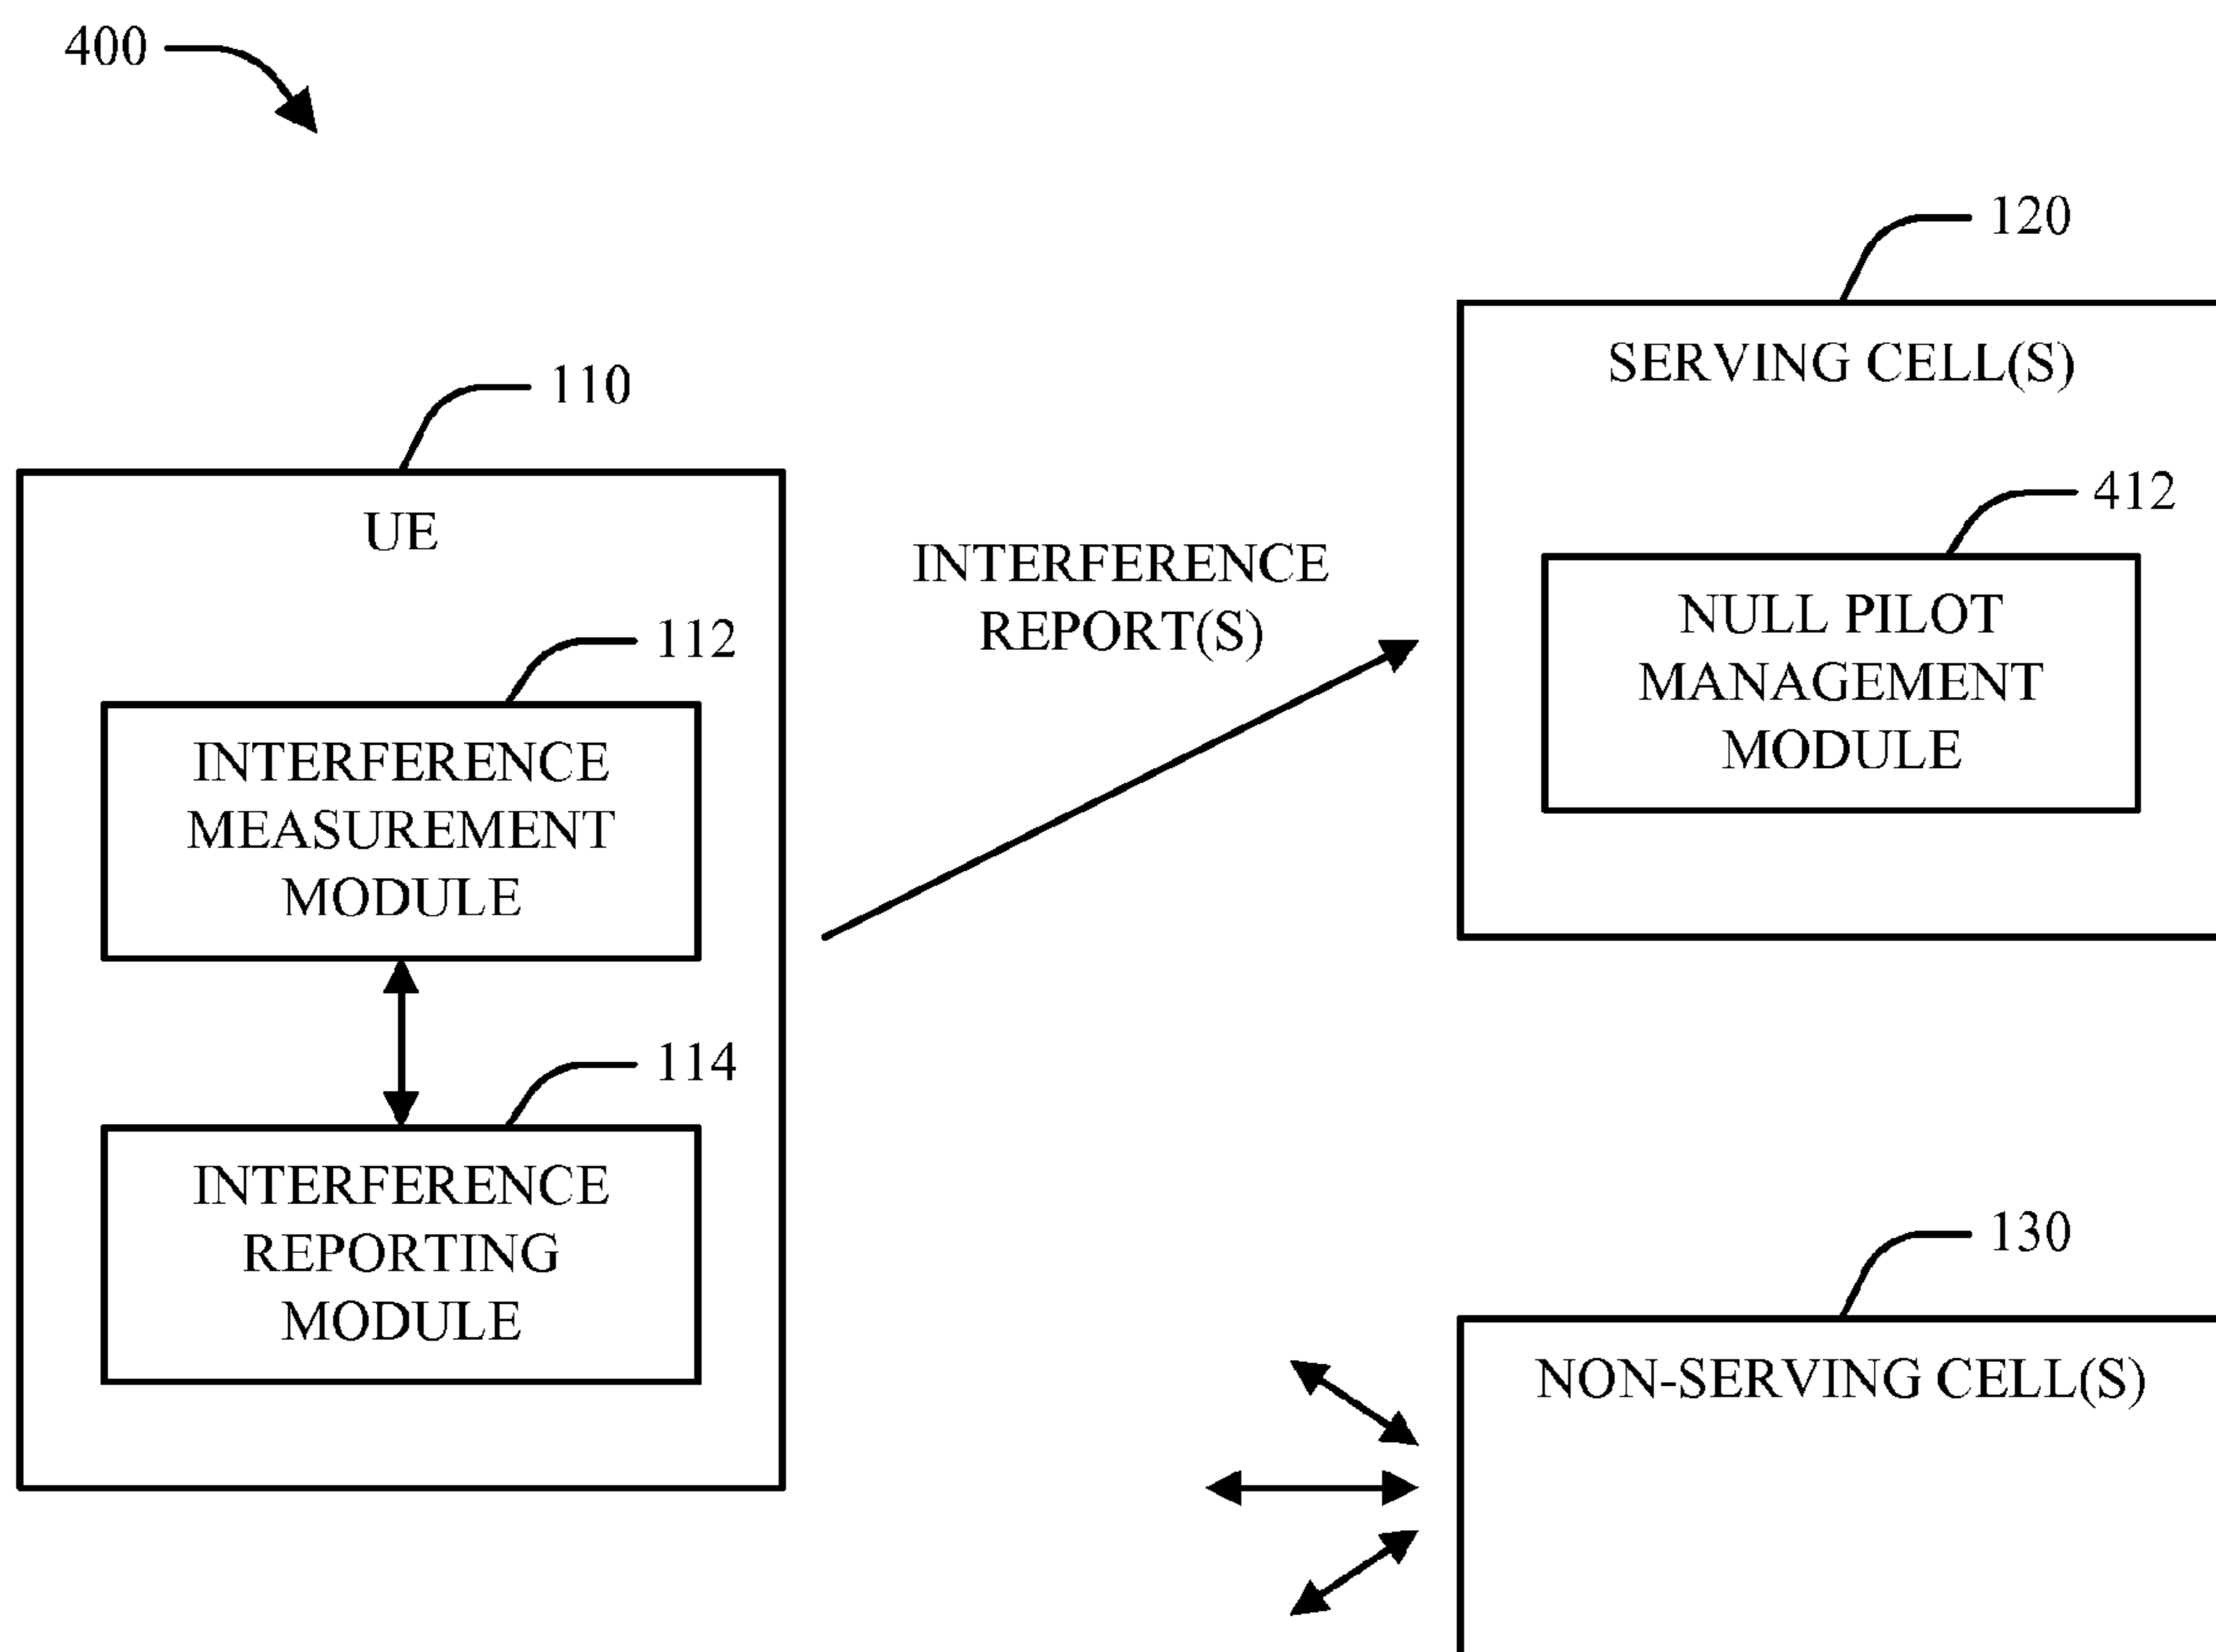 400
120
SERVING CELL(S)
412
NULL PILOT
MANAGEMENT
MODULE
110
UE
112
INTERFERENCE
MEASUREMENT
MODULE
114
INTERFERENCE
REPORTING
MODULE
INTERFERENCE
REPORT(S)
130
NON-SERVING CELL(S)